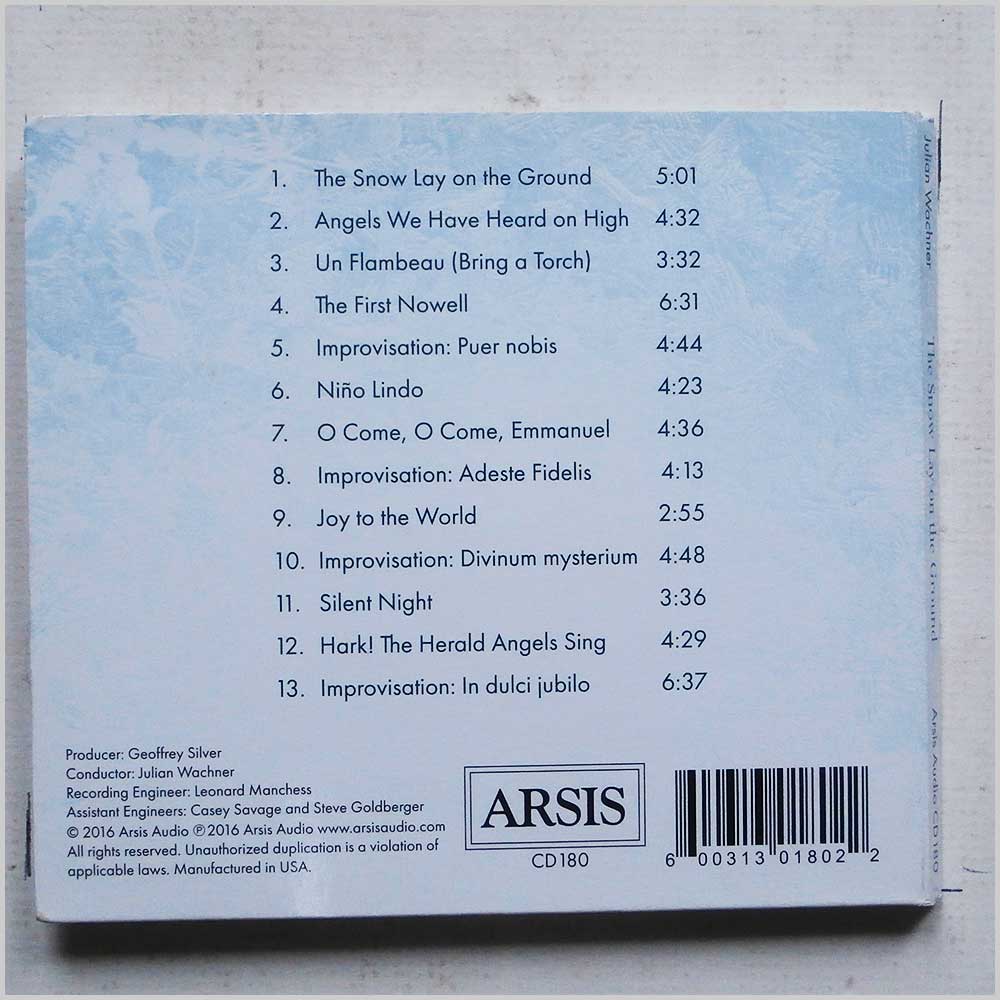 1. The Snow Lay on the Ground 5:01
2. Angels We Have Heard on High 4:32
3. Un Flambeau (Bring a Torch) 3:32
4. The First Nowell 6:31
5. Improvisation: Puer nobis 4:44
6. Niño Lindo 4:23
7. O Come, O Come, Emmanuel 4:36
8. Improvisation: Adeste Fidelis 4:13
9. Joy to the World 2:55
10. Improvisation: Divinum mysterium 4:48
11. Silent Night 3:36
12. Hark! The Herald Angels Sing 4:29
13. Improvisation: In dulci jubilo 6:37
Producer: Geoffrey Silver
Conductor: Julian Wachner
Recording Engineer: Leonard Manchess
Assistant Engineers: Casey Savage and Steve Goldberger
© 2016 Arsis Audio ℗ 2016 Arsis Audio www.arsisaudio.com
All rights reserved. Unauthorized duplication is a violation of
applicable laws. Manufactured in USA.
ARSIS
CD180
6 00313 01802 2
Julian Wachner The Snow Lay on the Ground Arsis Audio CD180